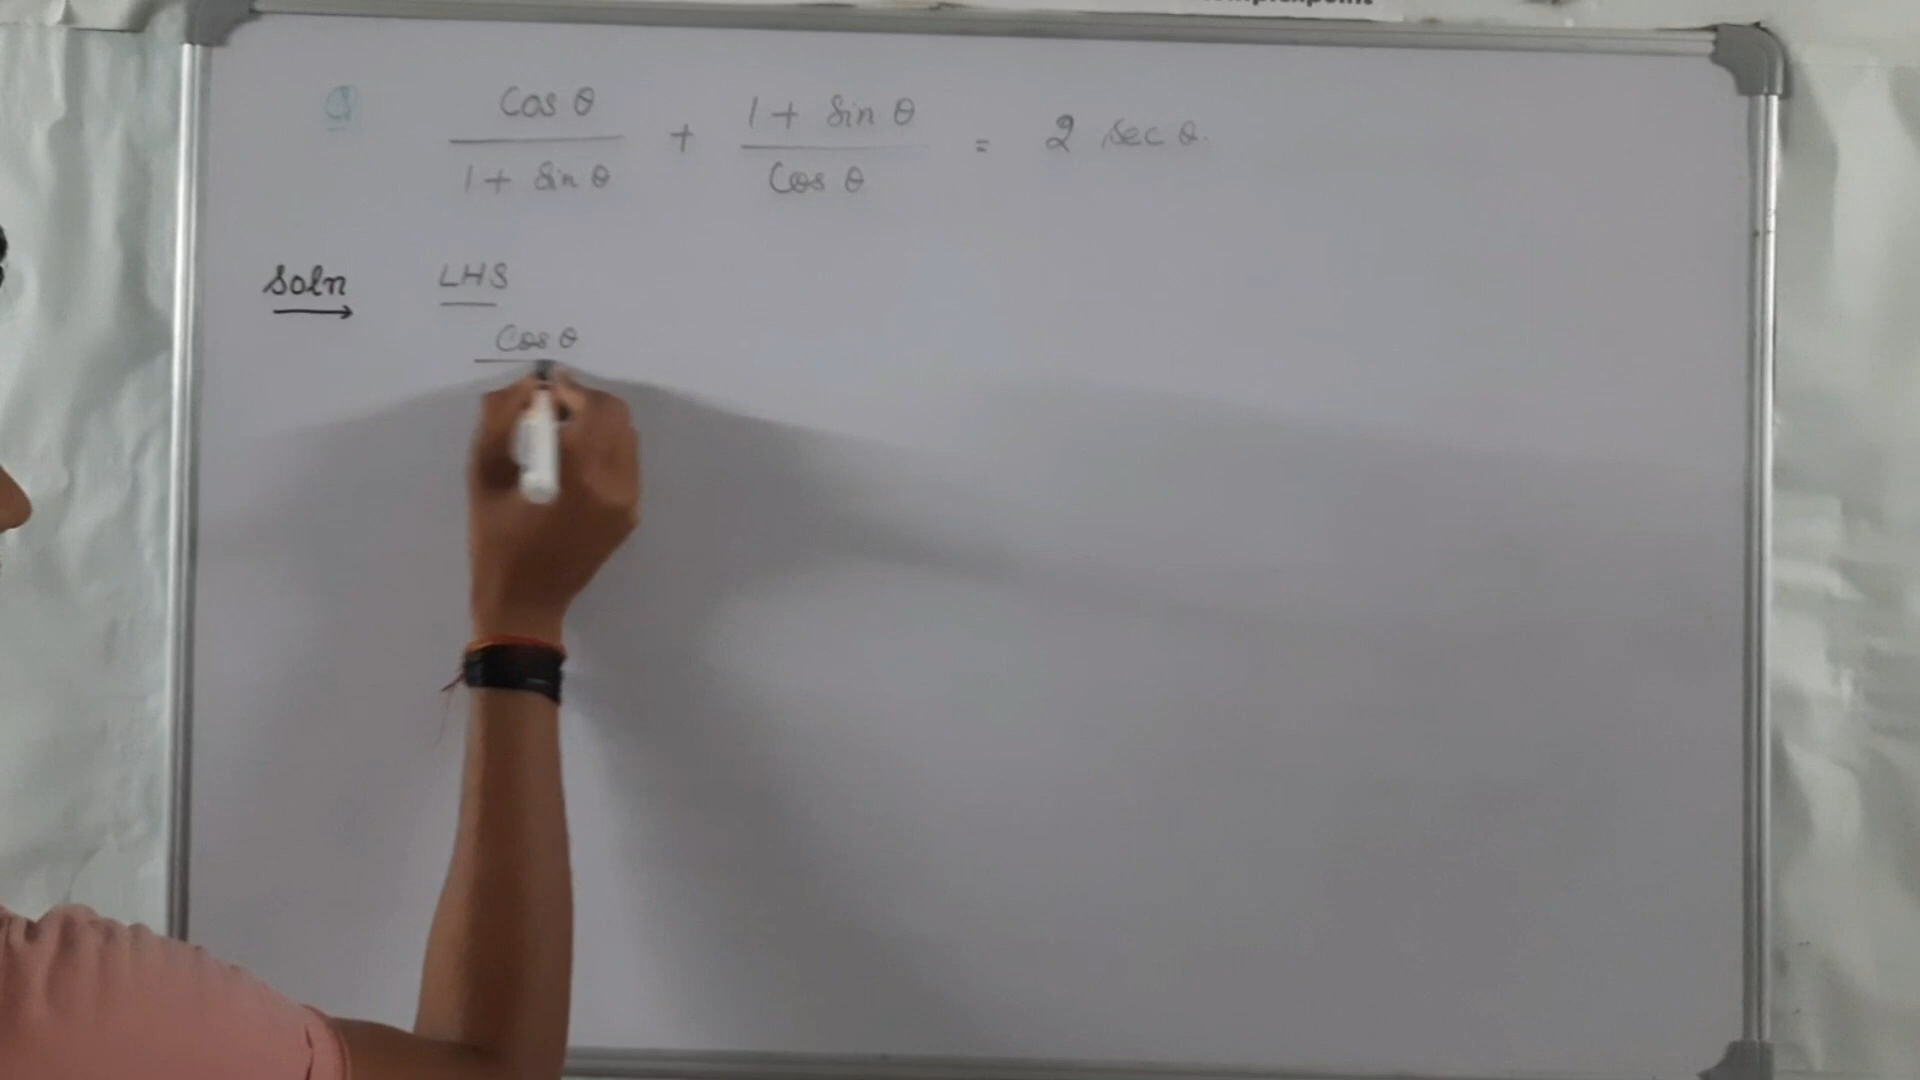 Q cos θ / 1 + sin θ + 1 + sin θ / cos θ = 2 sec θ.
Soln LHS
Cos θ